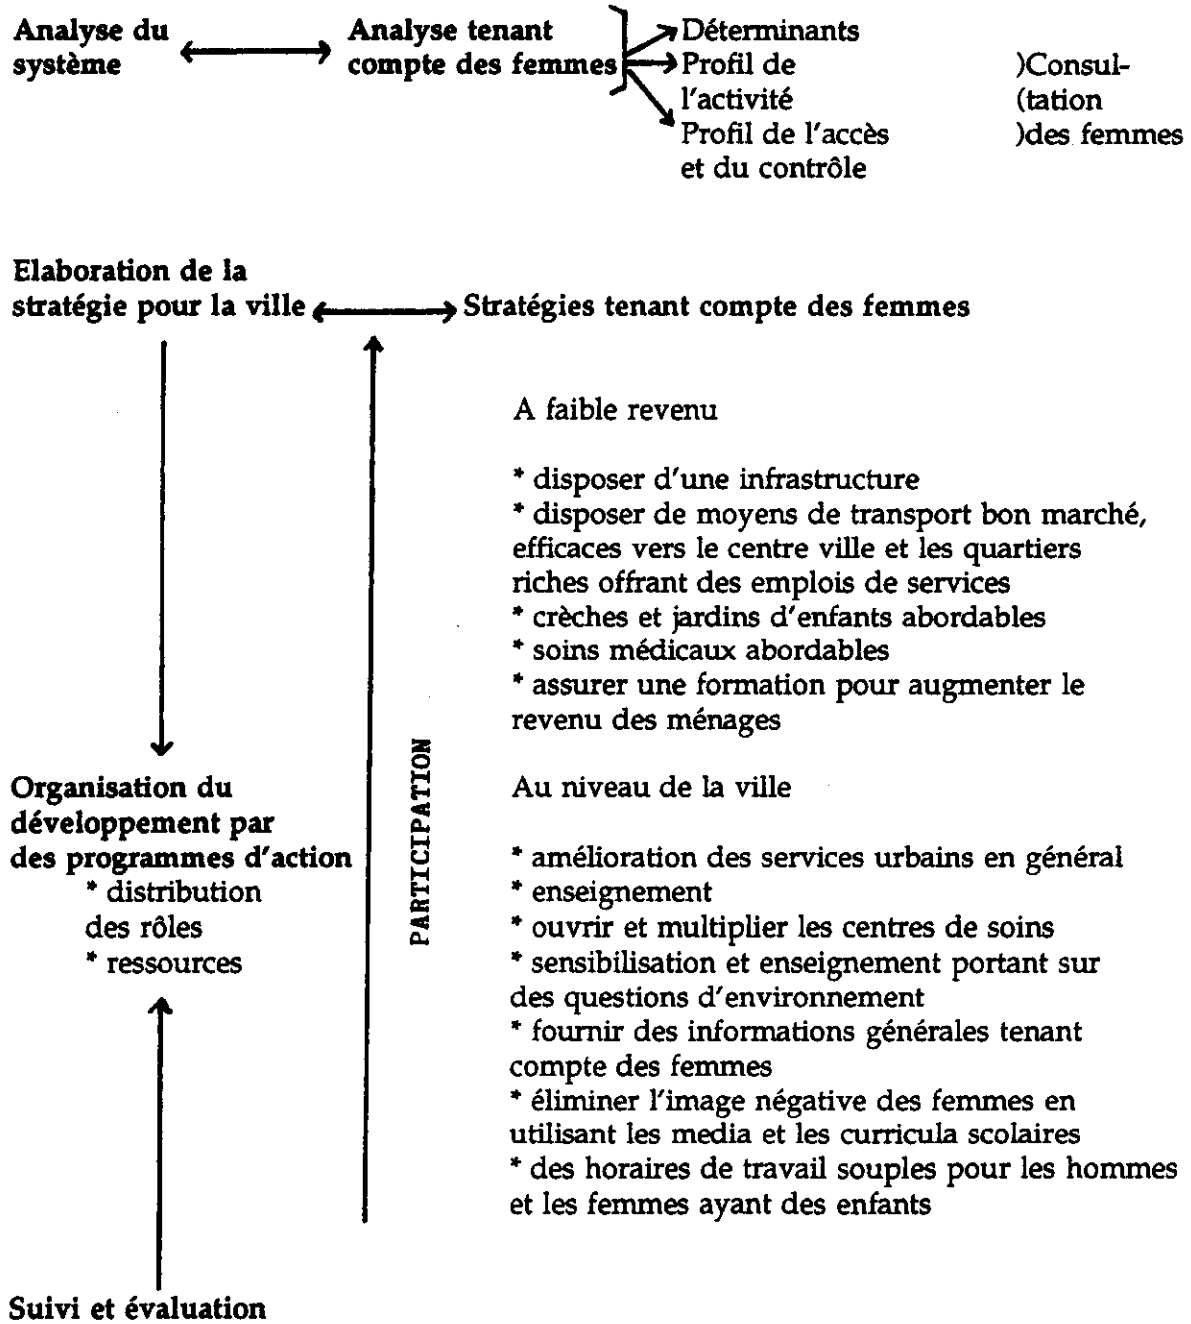 Analyse du
système
Analyse tenant
compte des femmes
Déterminants
Profil de
l'activité
Profil de l'accès
et du contrôle
)Consul-
(tation
)des femmes
Elaboration de la
stratégie pour la ville
Stratégies tenant compte des femmes
A faible revenu
* disposer d'une infrastructure
* disposer de moyens de transport bon marché,
efficaces vers le centre ville et les quartiers
riches offrant des emplois de services
* crèches et jardins d'enfants abordables
* soins médicaux abordables
* assurer une formation pour augmenter le
revenu des ménages
PARTICIPATION
Organisation du
développement par
des programmes d'action
* distribution
des rôles
* ressources
Au niveau de la ville
* amélioration des services urbains en général
* enseignement
* ouvrir et multiplier les centres de soins
* sensibilisation et enseignement portant sur
des questions d'environnement
* fournir des informations générales tenant
compte des femmes
* éliminer l'image négative des femmes en
utilisant les media et les curricula scolaires
* des horaires de travail souples pour les hommes
et les femmes ayant des enfants
Suivi et évaluation